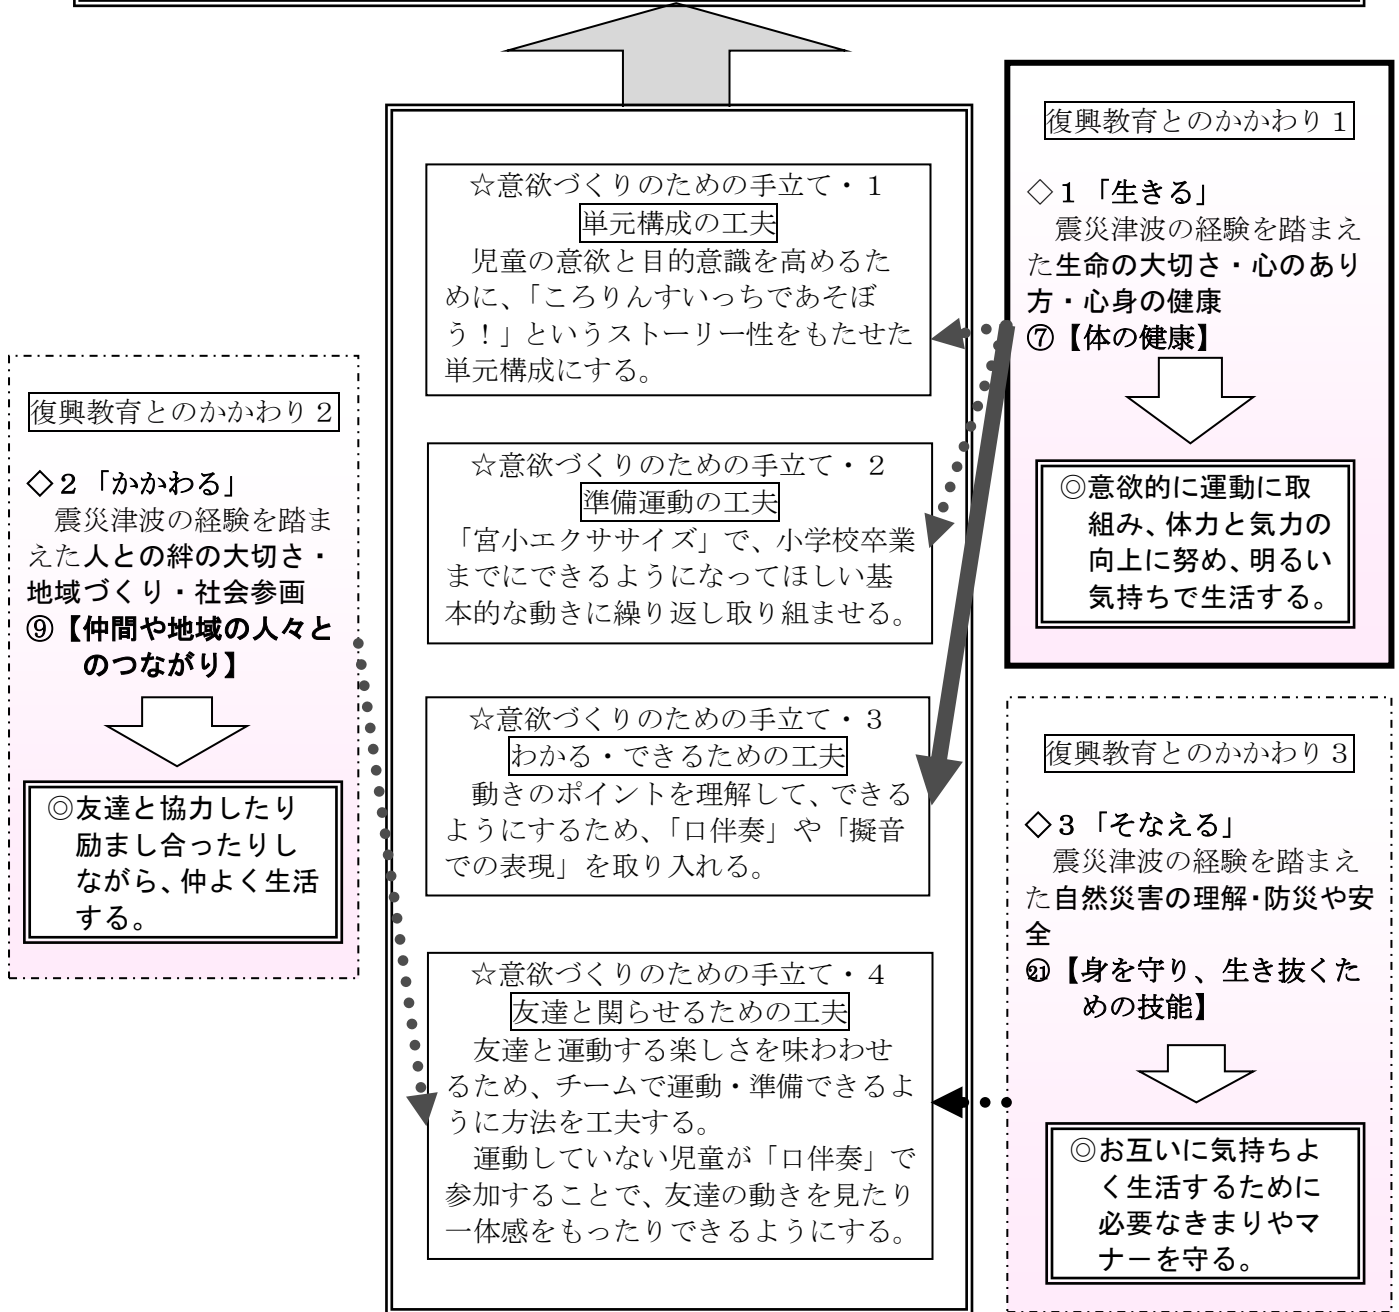 復興教育とのかかわり１
◇１「生きる」
震災津波の経験を踏まえ
た生命の大切さ・心のあり
方・心身の健康
⑦【体の健康】
◎意欲的に運動に取
組み、体力と気力の
向上に努め、明るい
気持ちで生活する。
☆意欲づくりのための手立て・１
単元構成の工夫
児童の意欲と目的意識を高めるた
めに、「ころりんすいっちであそぼ
う！」というストーリー性をもたせた
単元構成にする。
☆意欲づくりのための手立て・２
準備運動の工夫
「宮小エクササイズ」で、小学校卒業
までにできるようになってほしい基
本的な動きに繰り返し取り組ませる。
☆意欲づくりのための手立て・３
わかる・できるための工夫
動きのポイントを理解して、できる
ようにするため、「口伴奏」や「擬音
での表現」を取り入れる。
☆意欲づくりのための手立て・４
友達と関らせるための工夫
友達と運動する楽しさを味わわせ
るため、チームで運動・準備できるよ
うに方法を工夫する。
運動していない児童が「口伴奏」で
参加することで、友達の動きを見たり
一体感をもったりできるようにする。
復興教育とのかかわり２
◇２「かかわる」
震災津波の経験を踏ま
えた人との絆の大切さ・
地域づくり・社会参画
⑨【仲間や地域の人々と
のつながり】
◎友達と協力したり
励まし合ったりし
ながら、仲よく生活
する。
復興教育とのかかわり３
◇３「そなえる」
震災津波の経験を踏まえ
た自然災害の理解・防災や安
全
㉑【身を守り、生き抜くた
めの技能】
◎お互いに気持ちよ
く生活するために
必要なきまりやマ
ナーを守る。